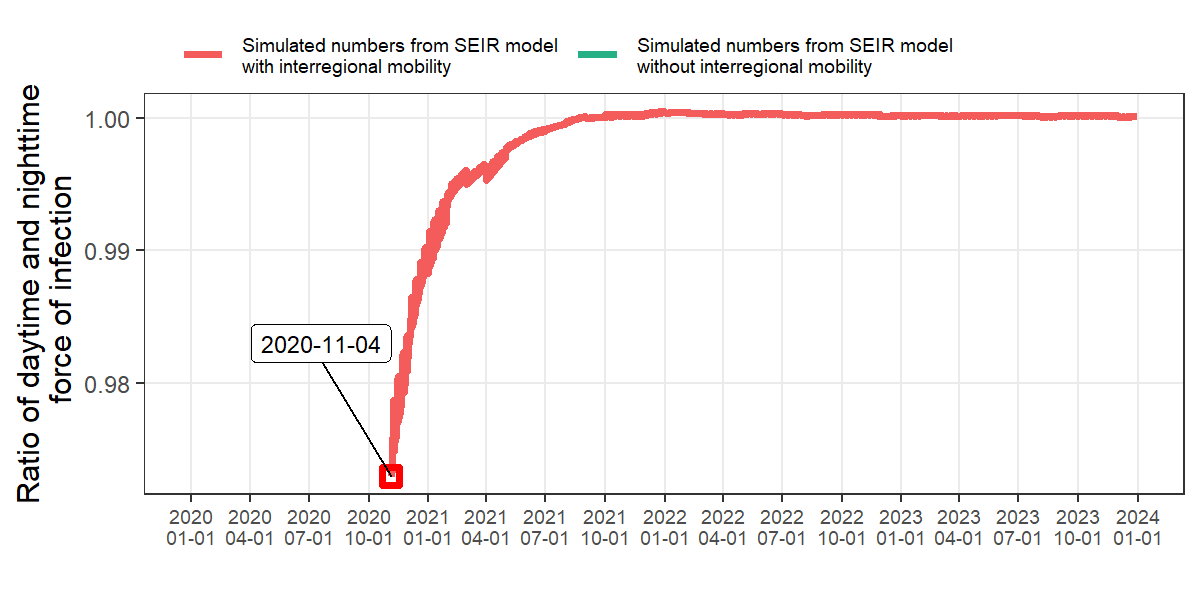 Simulated numbers from SEIR model
with interregional mobility
Simulated numbers from SEIR model
without interregional mobility
Ratio of daytime and nighttime
force of infection
1.00
0.99
0.98
2020-11-04
2020 2020 2020 2020 2021 2021 2021 2021 2022 2022 2022 2022 2023 2023 2023 2023 2024
01-01 04-01 07-01 10-01 01-01 04-01 07-01 10-01 01-01 04-01 07-01 10-01 01-01 04-01 07-01 10-01 01-01